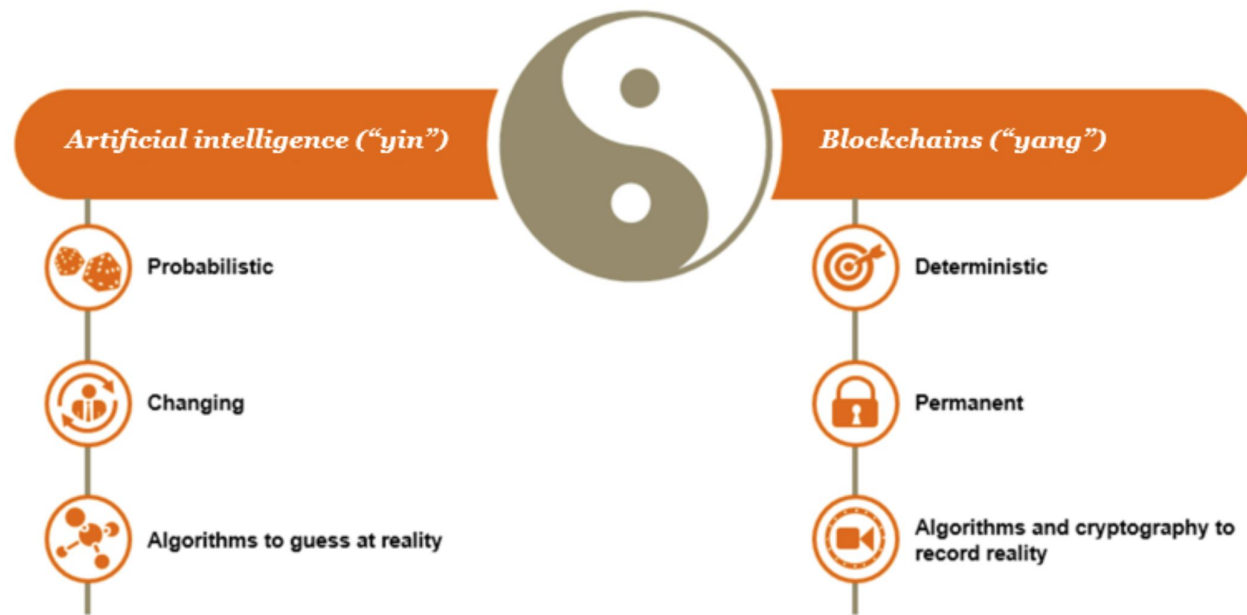 Artificial intelligence (“yin”)
Probabilistic
Changing
Algorithms to guess at reality
Blockchains (“yang”)
Deterministic
Permanent
Algorithms and cryptography to
record reality